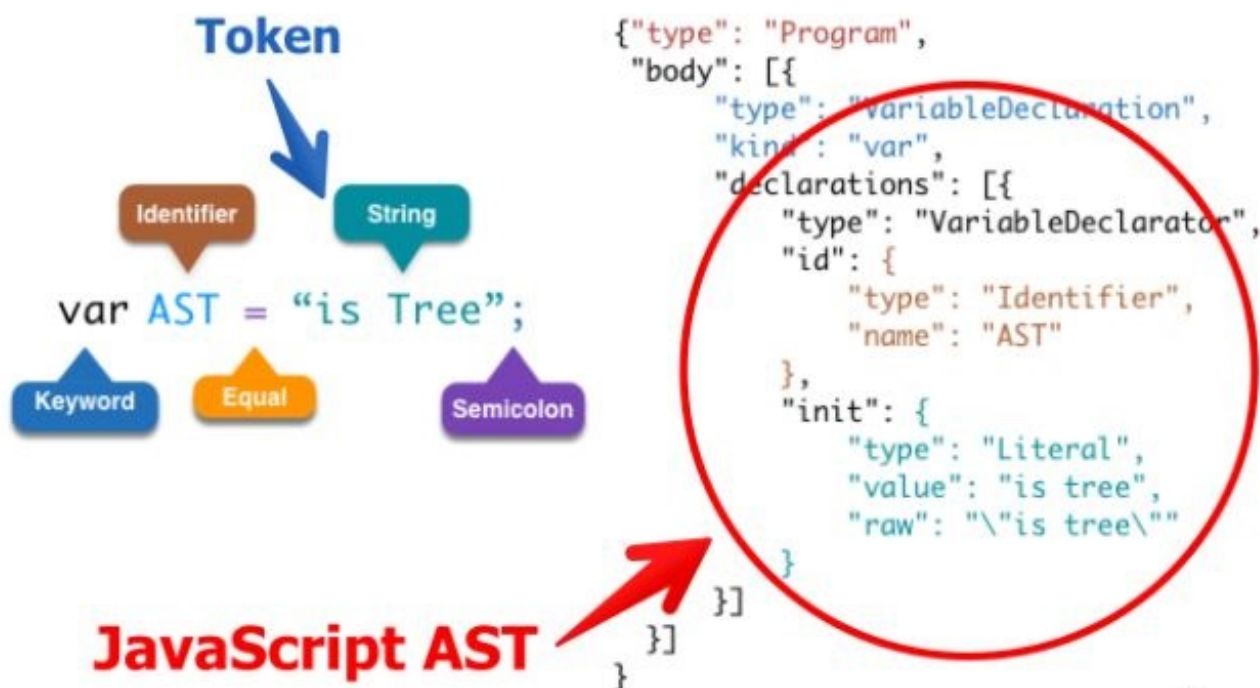 Token
Identifier
String
var AST = “is Tree”;
Keyword
Equal
Semicolon
JavaScript AST
{"type": "Program",
"body": [{
"type": "VariableDeclaration",
"kind": "var",
"declarations": [{
"type": "VariableDeclarator",
"id": {
"type": "Identifier",
"name": "AST"
},
"init": {
"type": "Literal",
"value": "is tree",
"raw": "\"is tree\""
}
}]
}]
}